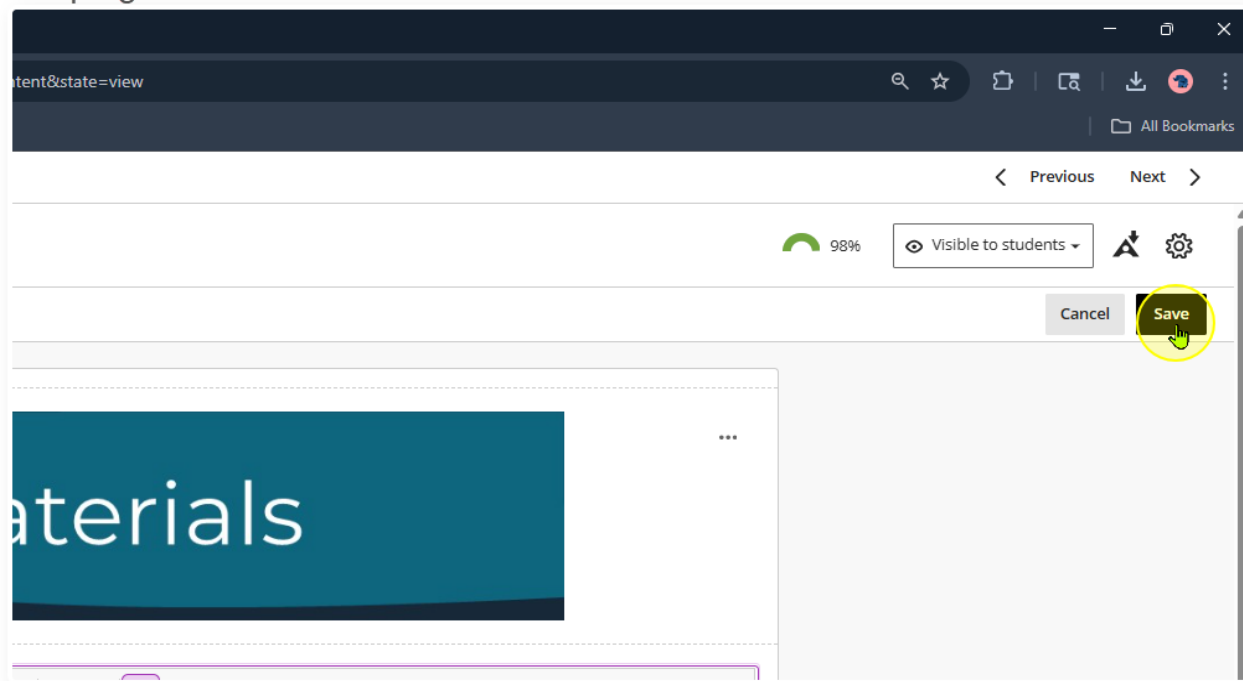 ntent&state=view
All Bookmarks
Previous Next
98% Visible to students
Cancel Save
aterials